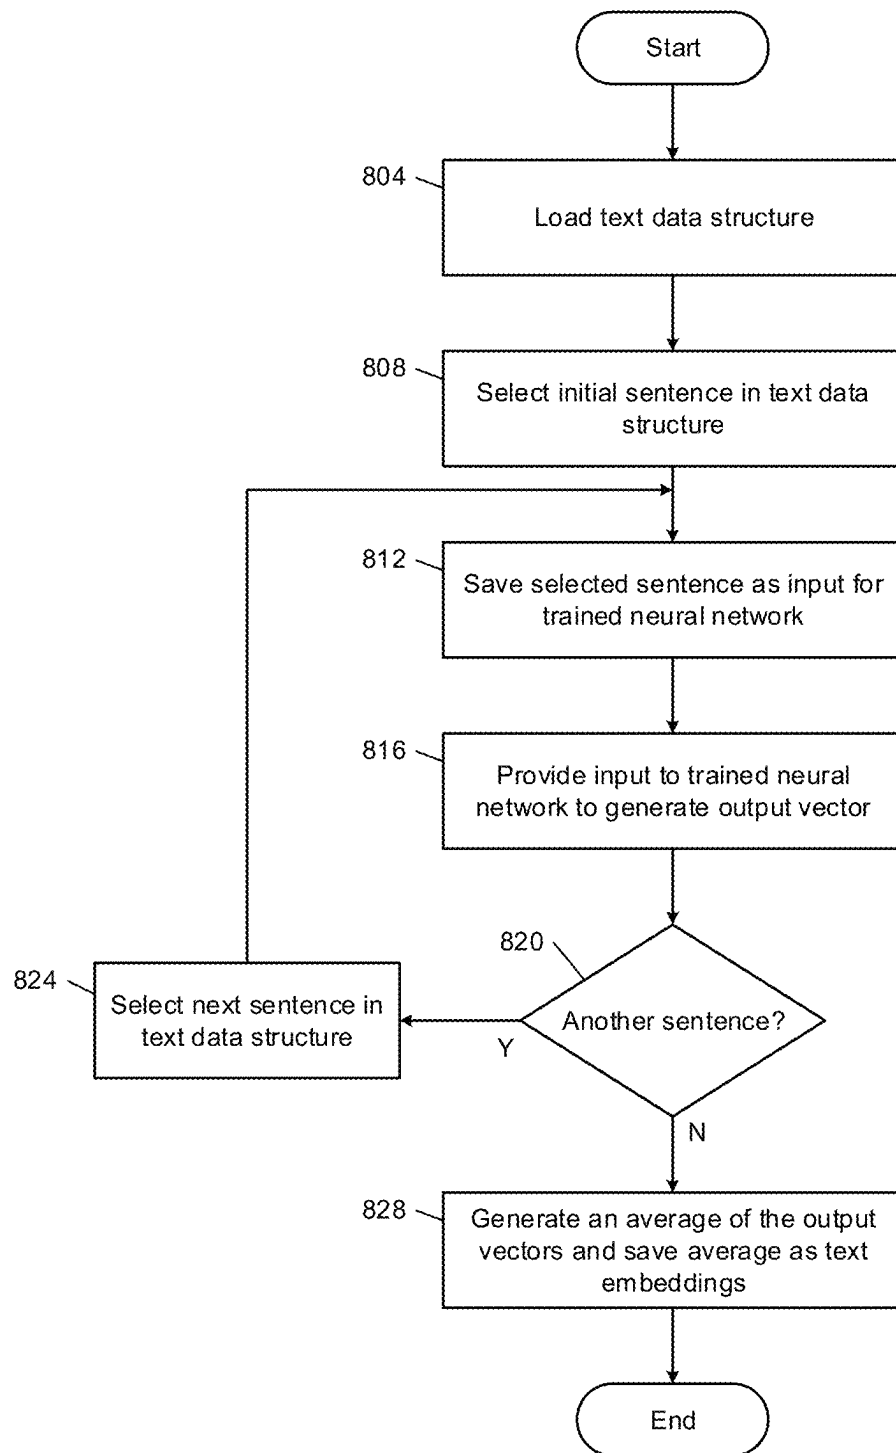 Start
804
Load text data structure
808
Select initial sentence in text data
structure
812
Save selected sentence as input for
trained neural network
816
Provide input to trained neural
network to generate output vector
820
Another sentence?
824
Select next sentence in
text data structure
Y
N
828
Generate an average of the output
vectors and save average as text
embeddings
End